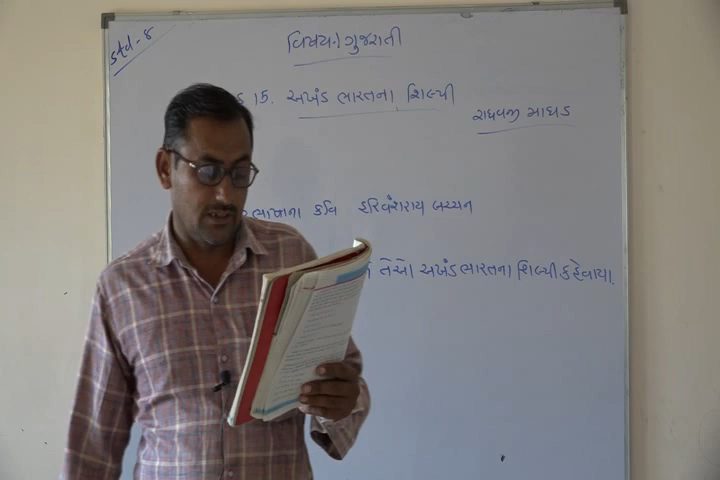 Std - 8
વિષય:- ગુજરાતી
15. અખંડ ભારતના શિલ્પી
રાઘવજી માધડ
ભાષાના કવિ હરિવંશરાય બચ્ચન
તેઓ અખંડ ભારતના શિલ્પી કહેવાયા.